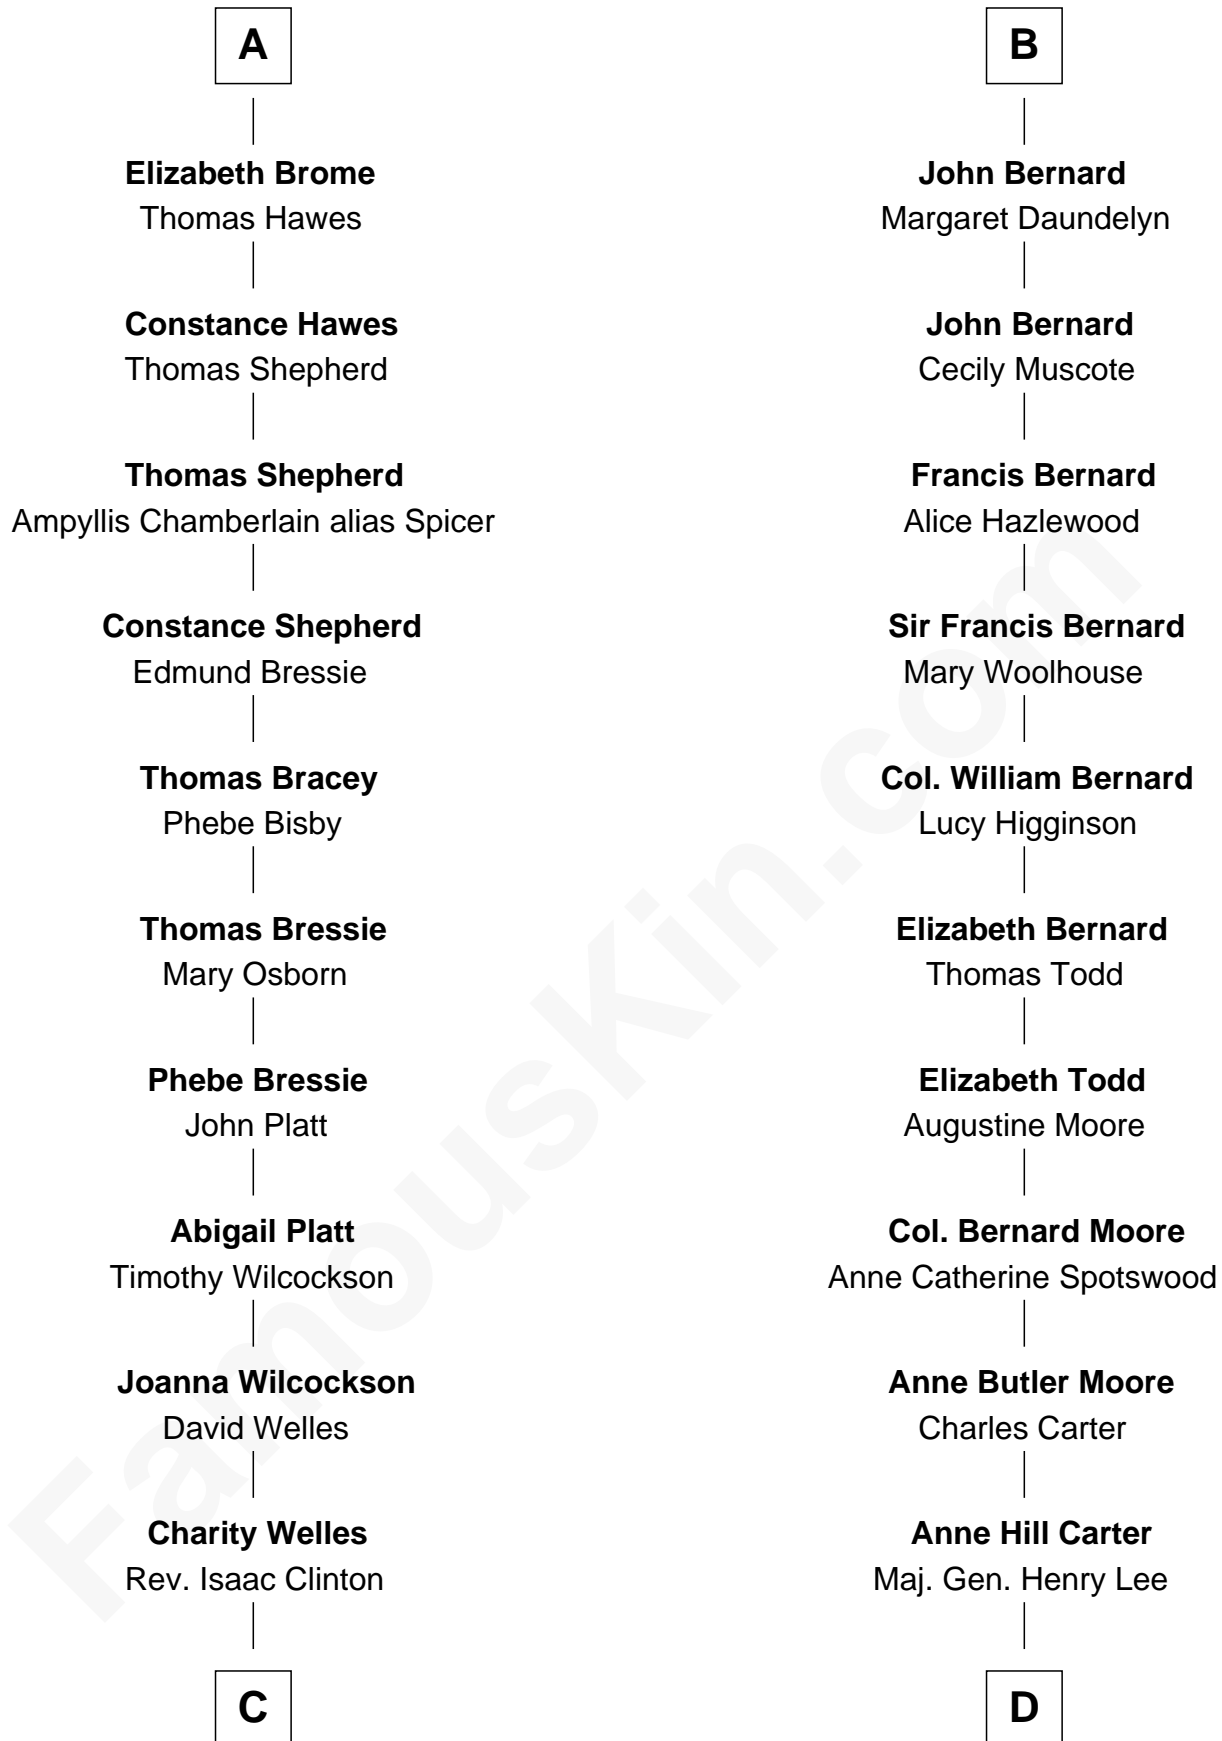 A
Elizabeth Brome
Thomas Hawes
Constance Hawes
Thomas Shepherd
Thomas Shepherd
Ampyllis Chamberlain alias Spicer
Constance Shepherd
Edmund Bressie
Thomas Bracey
Phebe Bisby
Thomas Bressie
Mary Osborn
Phebe Bressie
John Platt
Abigail Platt
Timothy Wilcockson
Joanna Wilcockson
David Welles
Charity Welles
Rev. Isaac Clinton
C
B
John Bernard
Margaret Daundelyn
John Bernard
Cecily Muscote
Francis Bernard
Alice Hazlewood
Sir Francis Bernard
Mary Woolhouse
Col. William Bernard
Lucy Higginson
Elizabeth Bernard
Thomas Todd
Elizabeth Todd
Augustine Moore
Col. Bernard Moore
Anne Catherine Spotswood
Anne Butler Moore
Charles Carter
Anne Hill Carter
Maj. Gen. Henry Lee
D
FamousKin.com